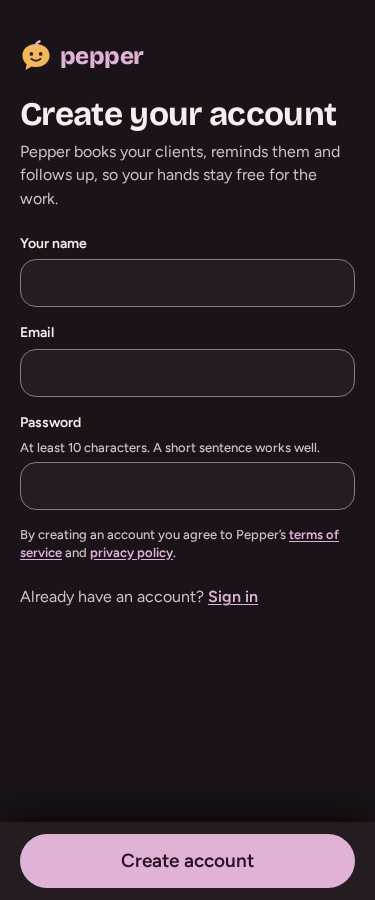 pepper
Create your account
Pepper books your clients, reminds them and
follows up, so your hands stay free for the
work.
Your name
Email
Password
At least 10 characters. A short sentence works well.
By creating an account you agree to Pepper’s terms of
service and privacy policy.
Already have an account? Sign in
Create account